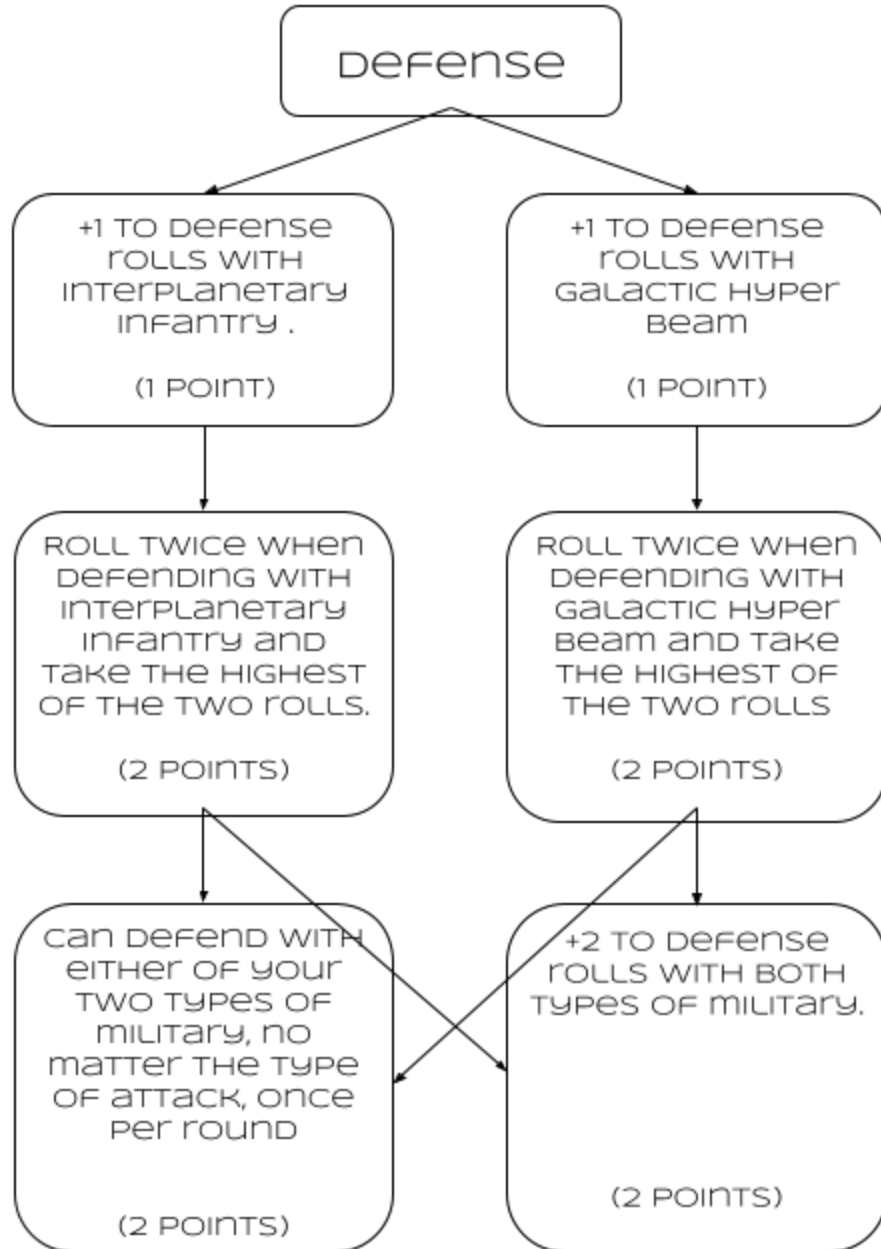 Defense
+1 to defense
rolls with
interplanetary
infantry .
(1 point)
+1 to defense
rolls with
galactic hyper
beam
(1 point)
Roll twice when
defending with
interplanetary
infantry and
take the highest
of the two rolls.
(2 points)
Roll twice when
defending with
galactic hyper
beam and take
the highest of
the two rolls
(2 points)
Can defend with
either of your
two types of
military, no
matter the type
of attack, once
per round
(2 points)
+2 to defense
rolls with both
types of military.
(2 points)